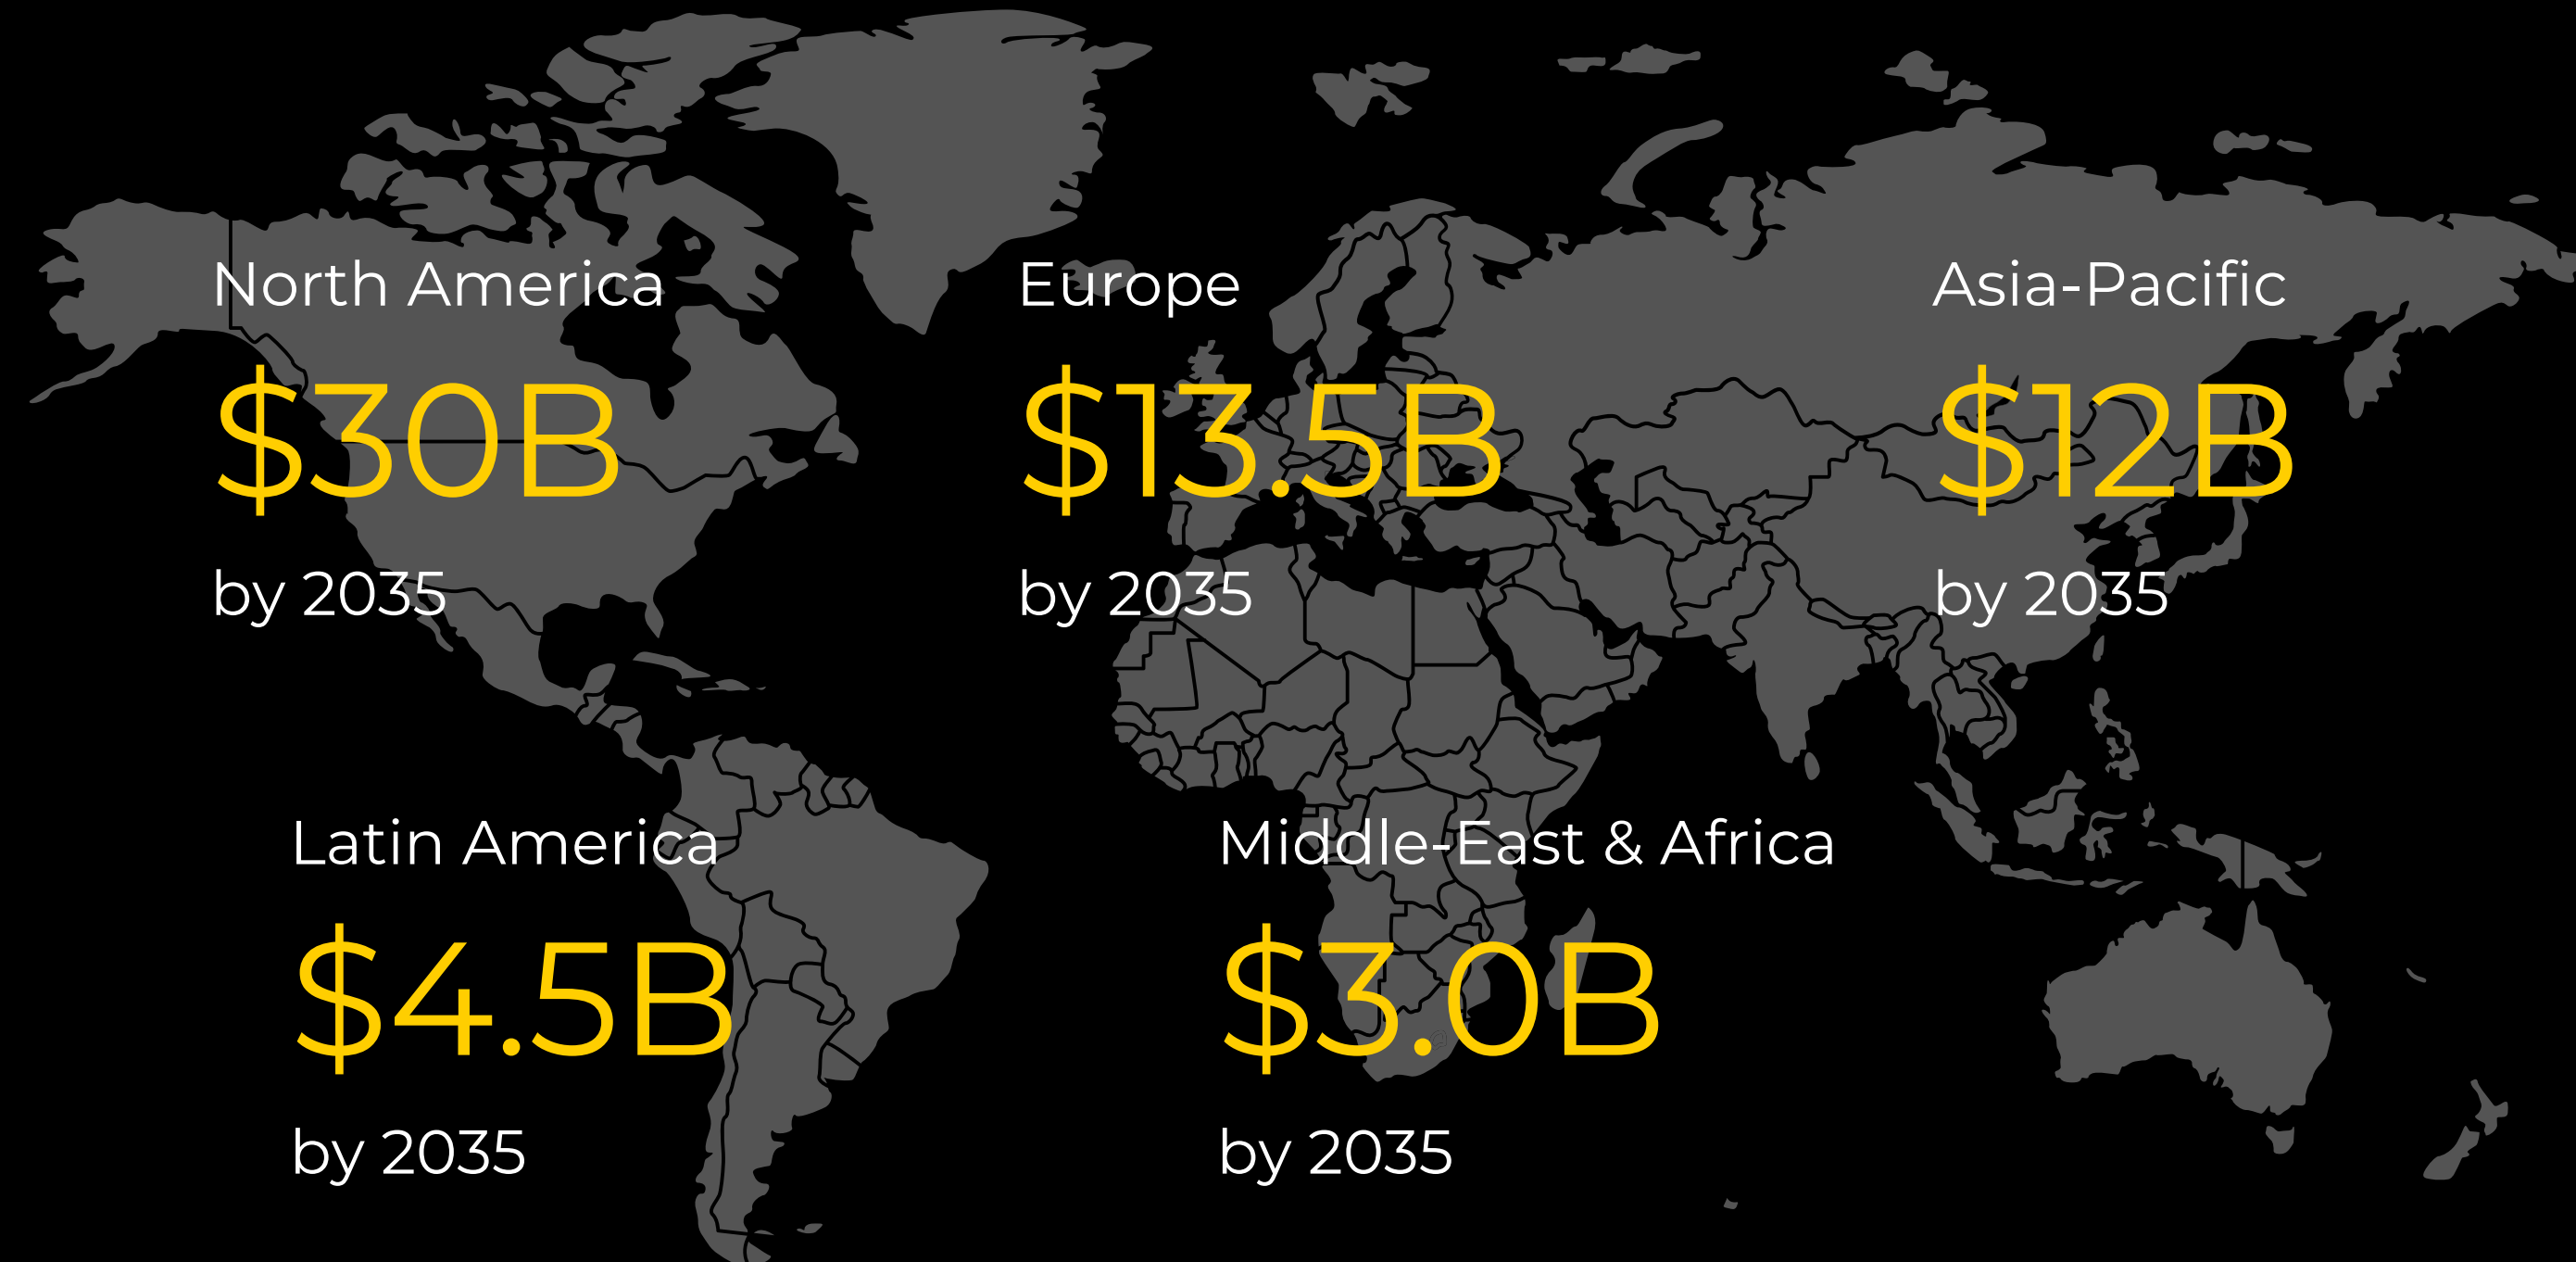 North America
$30B
by 2035
Europe
$13.5B
by 2035
Asia-Pacific
$12B
by 2035
Latin America
$4.5B
by 2035
Middle-East & Africa
$3.0B
by 2035